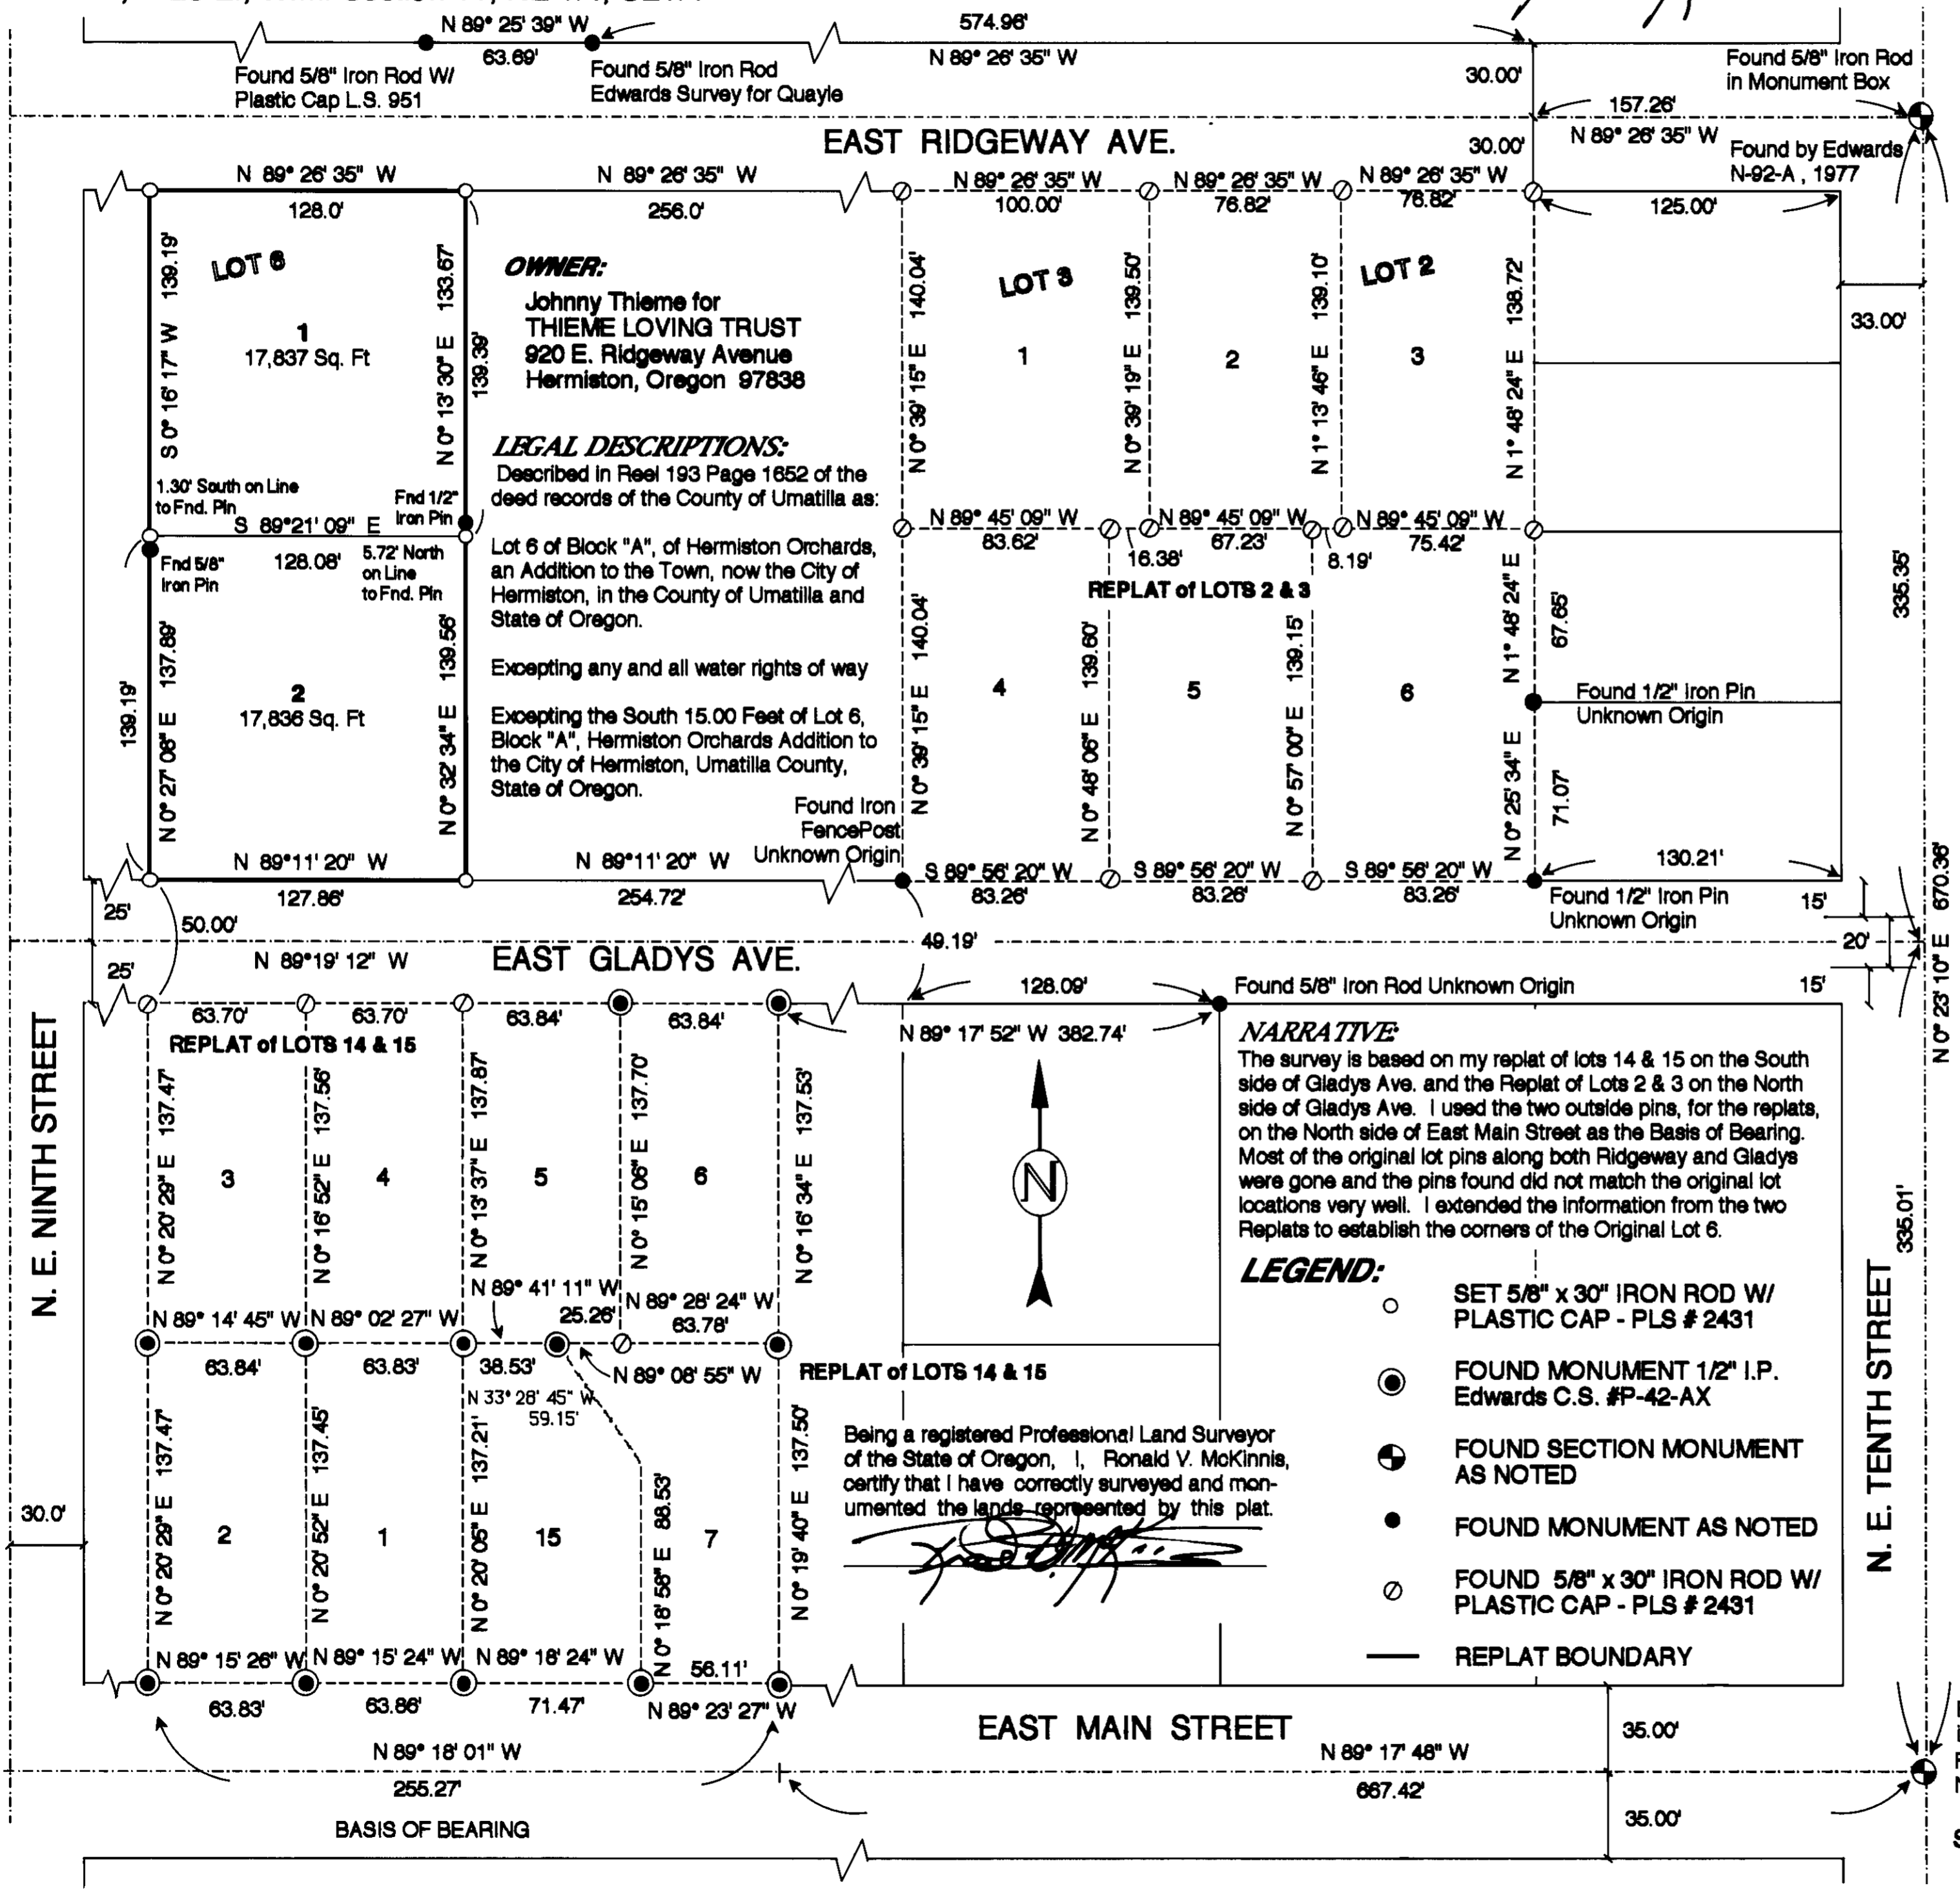 N 89° 25' 39" W
574.96'
63.69'
N 89° 26' 35" W
Found 5/8" Iron Rod W/
Plastic Cap L.S. 951
Found 5/8" Iron Rod
Edwards Survey for Quayle
30.00'
Found 5/8" Iron Rod
in Monument Box
157.26'
N 89° 26' 35" W
EAST RIDGEWAY AVE.
30.00'
Found by Edwards
N-92-A , 1977
N 89° 26' 35" W
128.0'
N 89° 26' 35" W
256.0'
N 89° 26' 35" W
100.00'
N 89° 26' 35" W
76.82'
N 89° 26' 35" W
76.82'
125.00'
LOT 6
S 0° 16' 17" W 139.19'
1
17,837 Sq. Ft
N 0° 13' 30" E 133.67'
139.39'
OWNER:
Johnny Thieme for
THIEME LOVING TRUST
920 E. Ridgeway Avenue
Hermiston, Oregon 97838
LOT 3
LOT 2
N 0° 39' 15" E 140.04'
1
N 0° 39' 19" E 139.50'
2
N 1° 13' 46" E 139.10'
3
N 1° 48' 24" E 138.72'
33.00'
335.35'
LEGAL DESCRIPTIONS:
Described in Reel 193 Page 1652 of the
deed records of the County of Umatilla as:
Lot 6 of Block "A", of Hermiston Orchards,
an Addition to the Town, now the City of
Hermiston, in the County of Umatilla and
State of Oregon.
Excepting any and all water rights of way
Excepting the South 15.00 Feet of Lot 6,
Block "A", Hermiston Orchards Addition to
the City of Hermiston, Umatilla County,
State of Oregon.
1.30' South on Line
to Fnd. Pin
Fnd 1/2"
Iron Pin
S 89°21' 09" E
128.08'
Fnd 5/8"
Iron Pin
5.72' North
on Line
to Fnd. Pin
139.19'
N 0° 27' 08" E 137.89'
2
17,836 Sq. Ft
N 0° 32' 34" E 139.56'
N 89° 45' 09" W
83.62'
16.38'
N 89° 45' 09" W
67.23'
8.19'
N 89° 45' 09" W
75.42'
REPLAT of LOTS 2 & 3
N 0° 39' 15" E 140.04'
4
N 0° 48' 06" E 139.60'
5
N 0° 57' 00" E 139.15'
6
N 1° 48' 24" E
67.65'
Found 1/2" Iron Pin
Unknown Origin
N 0° 25' 34" E
71.07'
Found Iron
FencePost
Unknown Origin
N 89°11' 20" W
127.86'
N 89°11' 20" W
254.72'
S 89° 56' 20" W
83.26'
S 89° 56' 20" W
83.26'
S 89° 56' 20" W
83.26'
130.21'
Found 1/2" Iron Pin
Unknown Origin
N 0° 23' 10" E 670.36'
25'
50.00'
15'
20'
49.19'
25'
N 89°19' 12" W
EAST GLADYS AVE.
15'
63.70'
63.70'
63.84'
63.84'
128.09'
Found 5/8" Iron Rod Unknown Origin
N 89° 17' 52" W 382.74'
REPLAT of LOTS 14 & 15
N 0° 20' 29" E 137.47'
3
N 0° 16' 52" E 137.56'
4
N 0° 13' 37" E 137.87'
5
N 0° 15' 06" E 137.70'
6
N 0° 16' 34" E 137.53'
N
NARRATIVE:
The survey is based on my replat of lots 14 & 15 on the South
side of Gladys Ave. and the Replat of Lots 2 & 3 on the North
side of Gladys Ave. I used the two outside pins, for the replats,
on the North side of East Main Street as the Basis of Bearing.
Most of the original lot pins along both Ridgeway and Gladys
were gone and the pins found did not match the original lot
locations very well. I extended the information from the two
Replats to establish the corners of the Original Lot 6.
335.01'
N. E. NINTH STREET
N. E. TENTH STREET
N 89° 14' 45" W
63.84'
N 89° 02' 27" W
63.83'
N 89° 41' 11" W
38.53'
25.26'
N 89° 28' 24" W
63.78'
N 89° 08' 55" W
N 33° 28' 45" W
59.15'
REPLAT of LOTS 14 & 15
LEGEND:
SET 5/8" x 30" IRON ROD W/
PLASTIC CAP - PLS # 2431
FOUND MONUMENT 1/2" I.P.
Edwards C.S. #P-42-AX
FOUND SECTION MONUMENT
AS NOTED
FOUND MONUMENT AS NOTED
FOUND 5/8" x 30" IRON ROD W/
PLASTIC CAP - PLS # 2431
REPLAT BOUNDARY
Being a registered Professional Land Surveyor
of the State of Oregon, I, Ronald V. McKinnis,
certify that I have correctly surveyed and mon-
umented the lands represented by this plat.
30.0'
N 0° 20' 29" E 137.47'
2
N 0° 20' 52" E 137.45'
1
N 0° 20' 05" E 137.21'
15
N 0° 18' 58" E 88.53'
7
N 0° 19' 40" E 137.50'
N 89° 15' 26" W
63.83'
N 89° 15' 24" W
63.86'
N 89° 18' 24" W
71.47'
56.11'
N 89° 23' 27" W
EAST MAIN STREET
35.00'
N 89° 18' 01" W
255.27'
N 89° 17' 48" W
667.42'
35.00'
BASIS OF BEARING